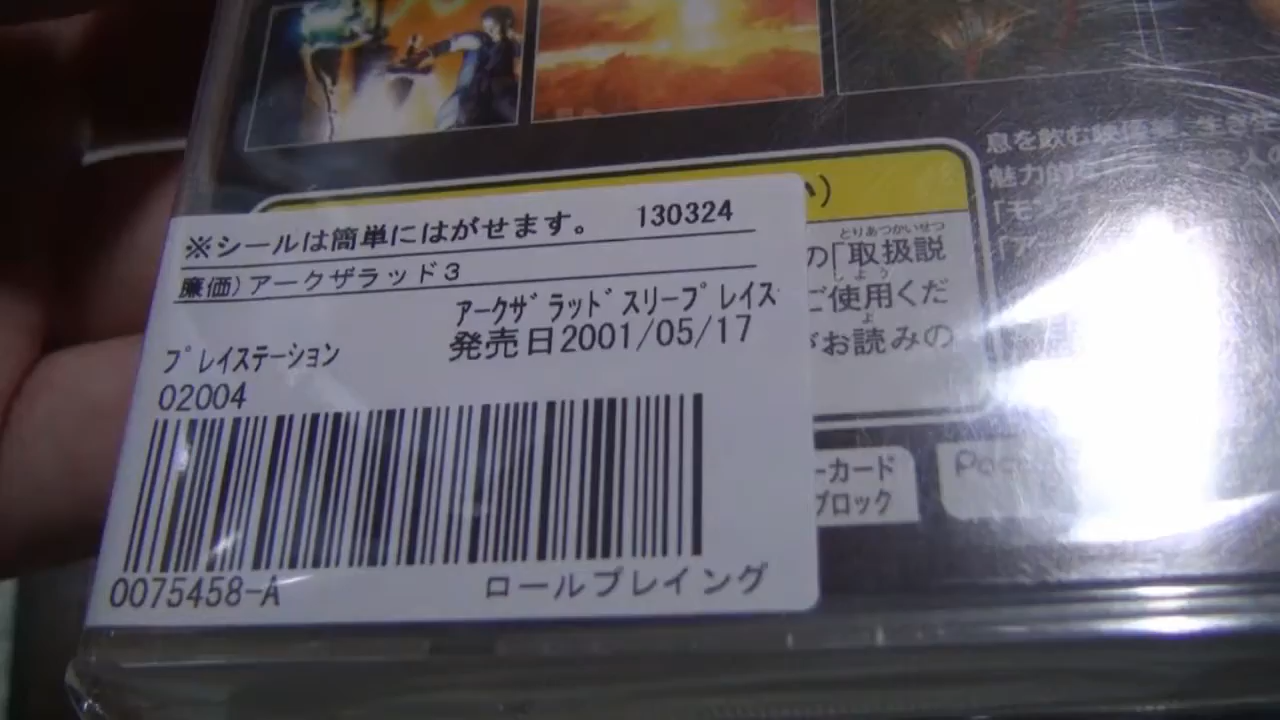 ※シールは簡単にはがせます。 130324
廉価)アークザラッド3
アークザラッドスリープレイス
プレイステーション 発売日2001/05/17
02004
0075458-A ロールプレイング
い)
とりあつかいせつ
の「取扱説
しよう
ご使用くだ
よ
がお読みの
ーカード
ブロック
息を飲む映
魅力的な
「モン
「ア